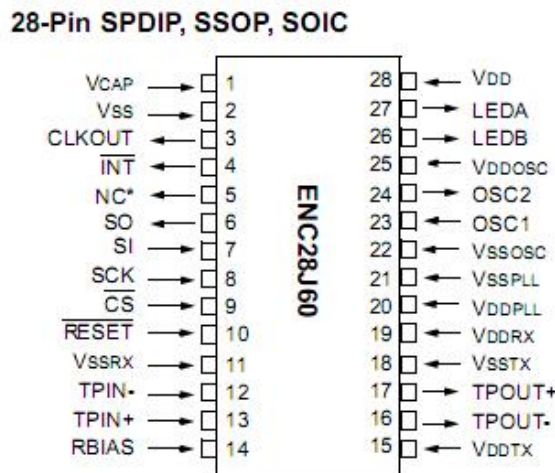 28-Pin SPDIP, SSOP, SOIC
VCAP 1 28 VDD
VSS 2 27 LEDA
CLKOUT 3 26 LEDB
INT 4 25 VDDOSC
NC* 5 24 OSC2
SO 6 23 OSC1
SI 7 22 VSSOSC
SCK 8 21 VSSPLL
CS 9 20 VDDPLL
RESET 10 19 VDDRX
VSSRX 11 18 VSSTX
TPIN- 12 17 TPOUT+
TPIN+ 13 16 TPOUT-
RBIAS 14 15 VDDTX
ENC28J60